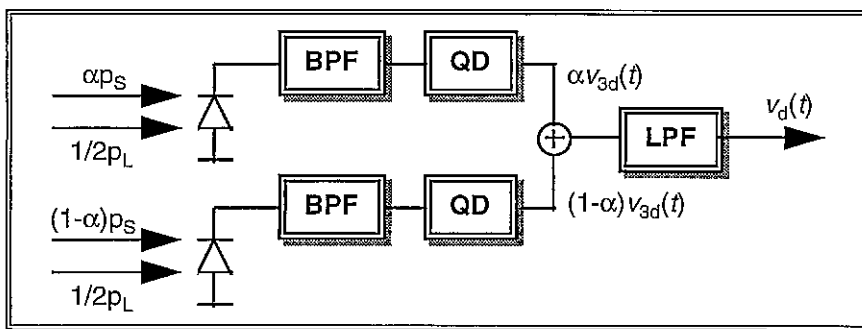 αp_S
1/2p_L
BPF
QD
αv_3d(t)
LPF
v_d(t)
(1-α)p_S
1/2p_L
BPF
QD
(1-α)v_3d(t)